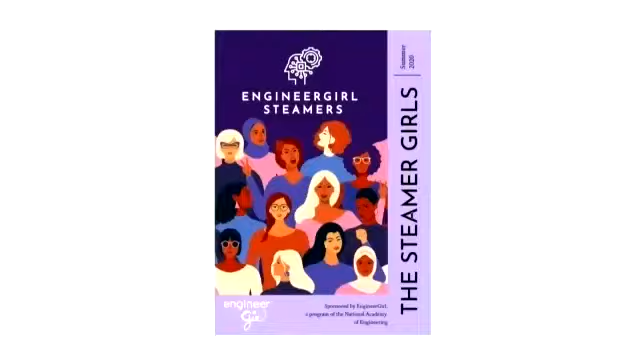 ENGINEERGIRL
STEAMERS
Summer
2020
THE STEAMER GIRLS
engineer
girl
Sponsored by EngineerGirl,
a program of the National Academy
of Engineering